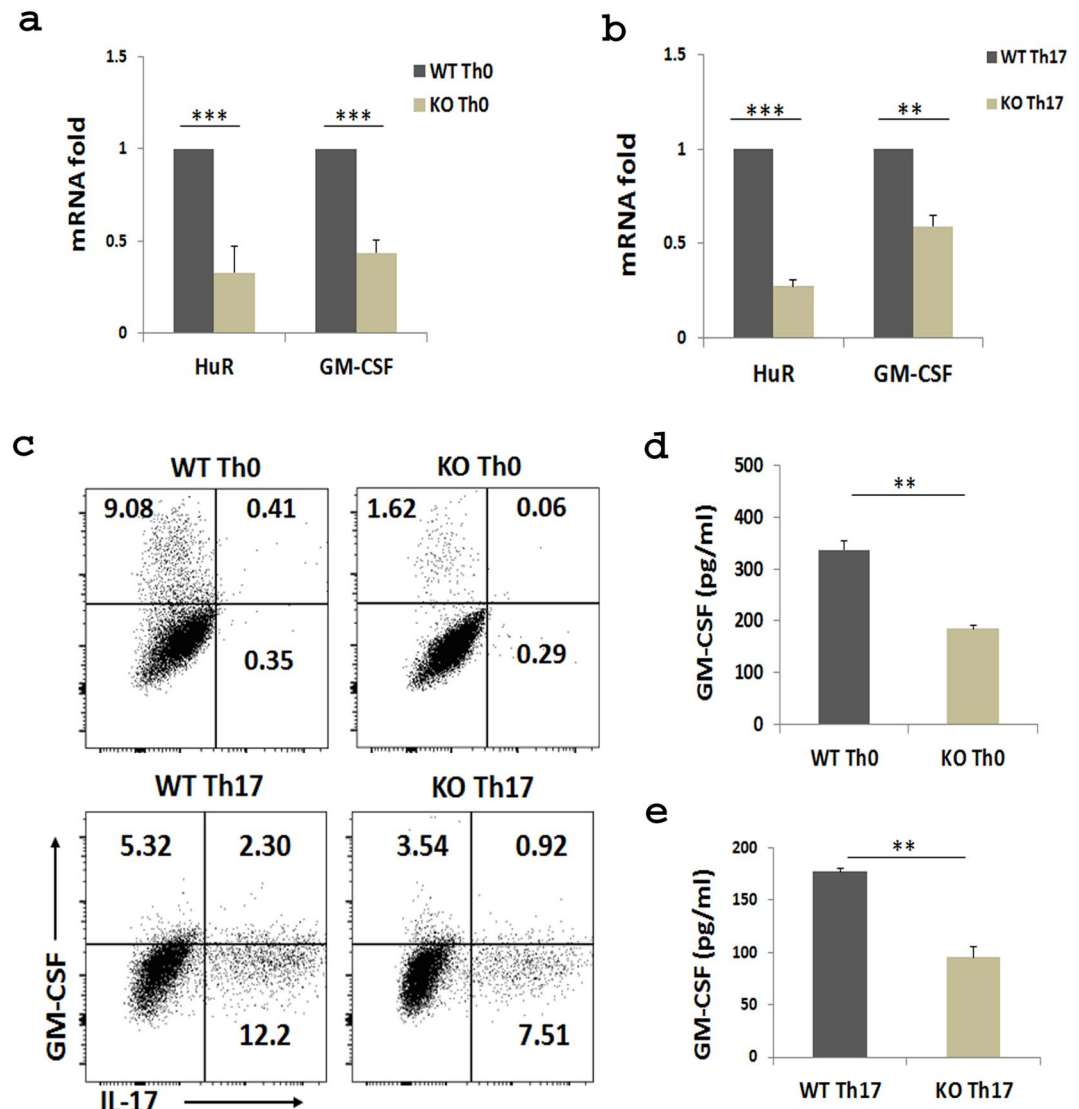 a
1.5
1
0.5
0
mRNA fold
WT Th0
KO Th0
***
***
HuR
GM-CSF
b
1.5
1
0.5
0
mRNA fold
WT Th17
KO Th17
***
**
HuR
GM-CSF
c
WT Th0
9.08
0.41
0.35
KO Th0
1.62
0.06
0.29
WT Th17
5.32
2.30
12.2
KO Th17
3.54
0.92
7.51
GM-CSF
IL-17
d
500
400
300
200
100
0
GM-CSF (pg/ml)
**
WT Th0
KO Th0
e
200
150
100
50
0
GM-CSF (pg/ml)
**
WT Th17
KO Th17